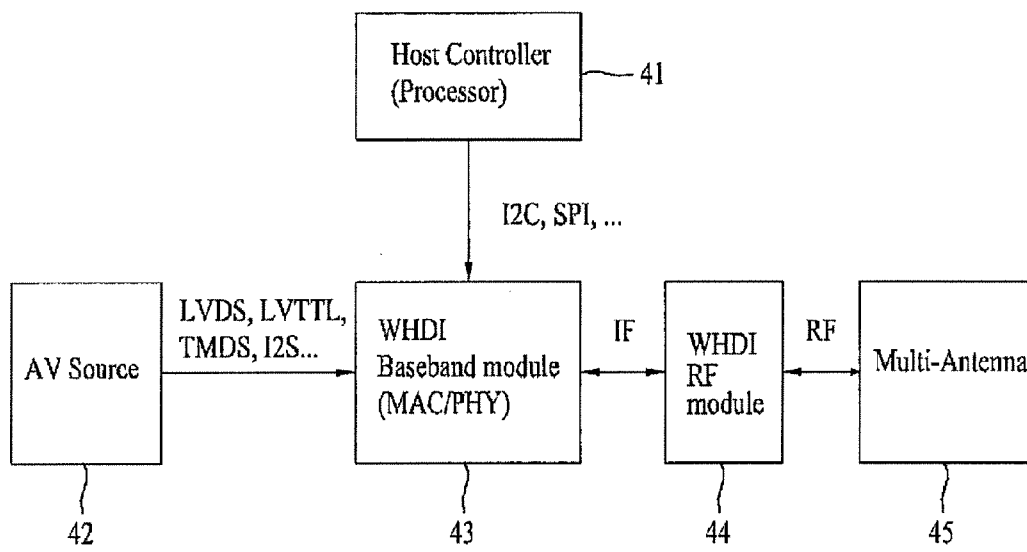 Host Controller
(Processor)
41
I2C, SPI, ...
LVDS, LVTTL,
TMDS, I2S...
AV Source
WHDI
Baseband module
(MAC/PHY)
IF
WHDI
RF
module
RF
Multi-Antenna
42
43
44
45